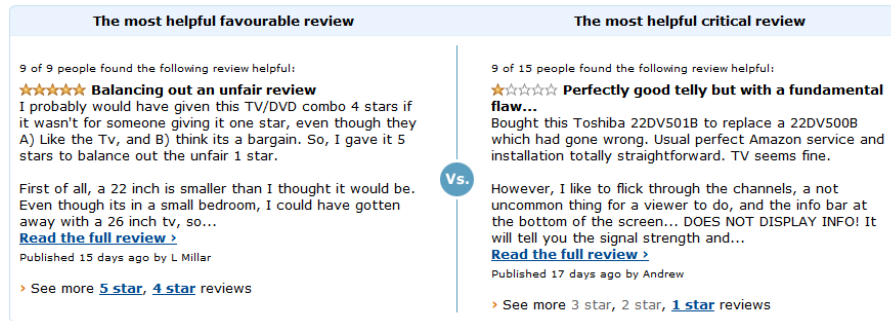 The most helpful favourable review
9 of 9 people found the following review helpful:
Balancing out an unfair review
I probably would have given this TV/DVD combo 4 stars if
it wasn't for someone giving it one star, even though they
A) Like the Tv, and B) think its a bargain. So, I gave it 5
stars to balance out the unfair 1 star.
First of all, a 22 inch is smaller than I thought it would be.
Even though its in a small bedroom, I could have gotten
away with a 26 inch tv, so...
Read the full review ›
Published 15 days ago by L Millar
› See more 5 star, 4 star reviews
Vs.
The most helpful critical review
9 of 15 people found the following review helpful:
Perfectly good telly but with a fundamental
flaw...
Bought this Toshiba 22DV501B to replace a 22DV500B
which had gone wrong. Usual perfect Amazon service and
installation totally straightforward. TV seems fine.
However, I like to flick through the channels, a not
uncommon thing for a viewer to do, and the info bar at
the bottom of the screen... DOES NOT DISPLAY INFO! It
will tell you the signal strength and...
Read the full review ›
Published 17 days ago by Andrew
› See more 3 star, 2 star, 1 star reviews